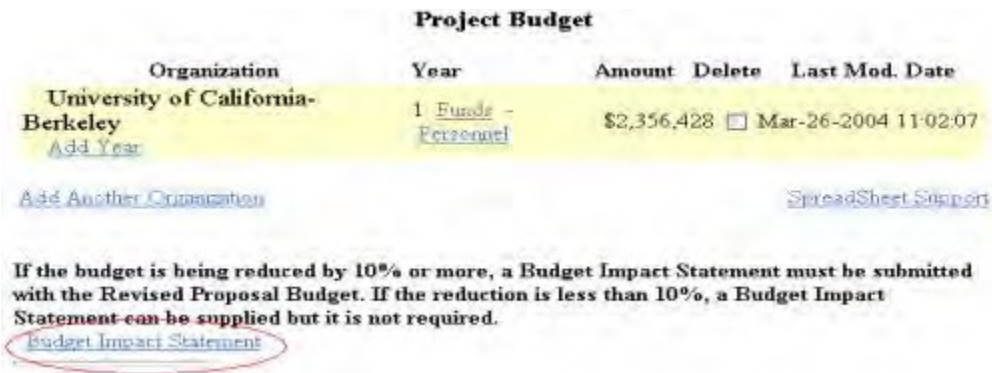 Project Budget
Organization Year Amount Delete Last Mod. Date
University of California-
Berkeley
Add Year
1 Funds -
Personnel
$2,356,428 Mar-26-2004 11:02:07
Add Another Organization SpreadSheet Support
If the budget is being reduced by 10% or more, a Budget Impact Statement must be submitted
with the Revised Proposal Budget. If the reduction is less than 10%, a Budget Impact
Statement can be supplied but it is not required.
Budget Impact Statement